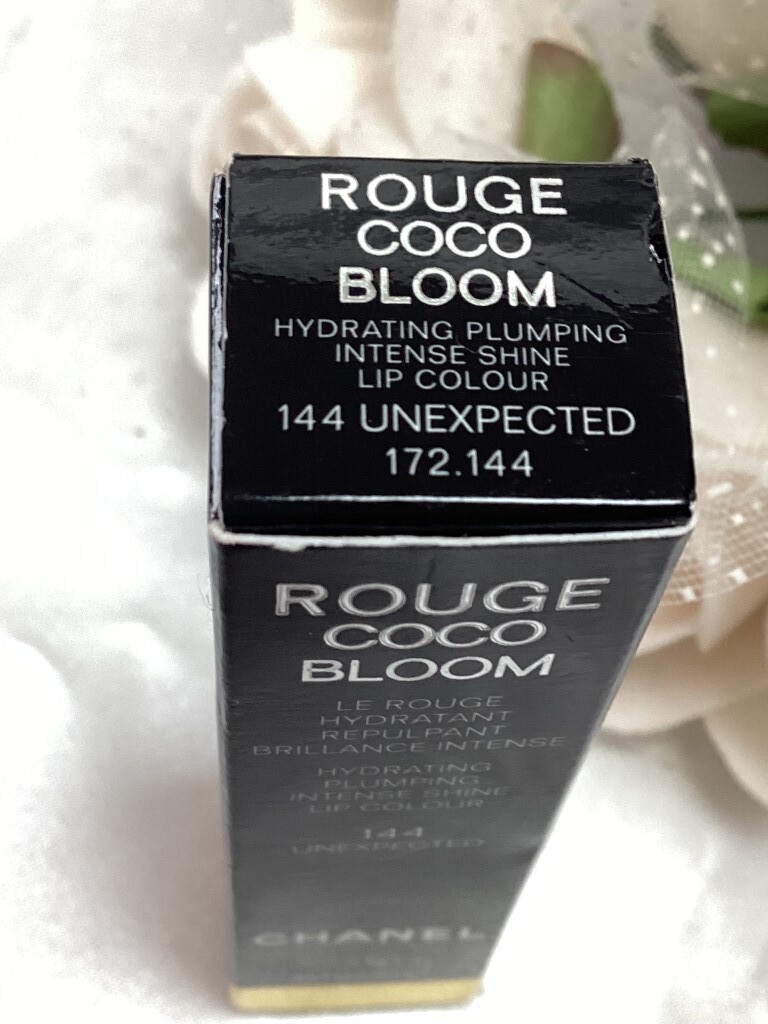 ROUGE
COCO
BLOOM
HYDRATING PLUMPING
INTENSE SHINE
LIP COLOUR
144 UNEXPECTED
172.144
ROUGE
COCO
BLOOM
LE ROUGE
HYDRATANT
REPULPANT
BRILLANCE INTENSE
HYDRATING
PLUMPING
INTENSE SHINE
LIP COLOUR
144
UNEXPECTED
CHANEL